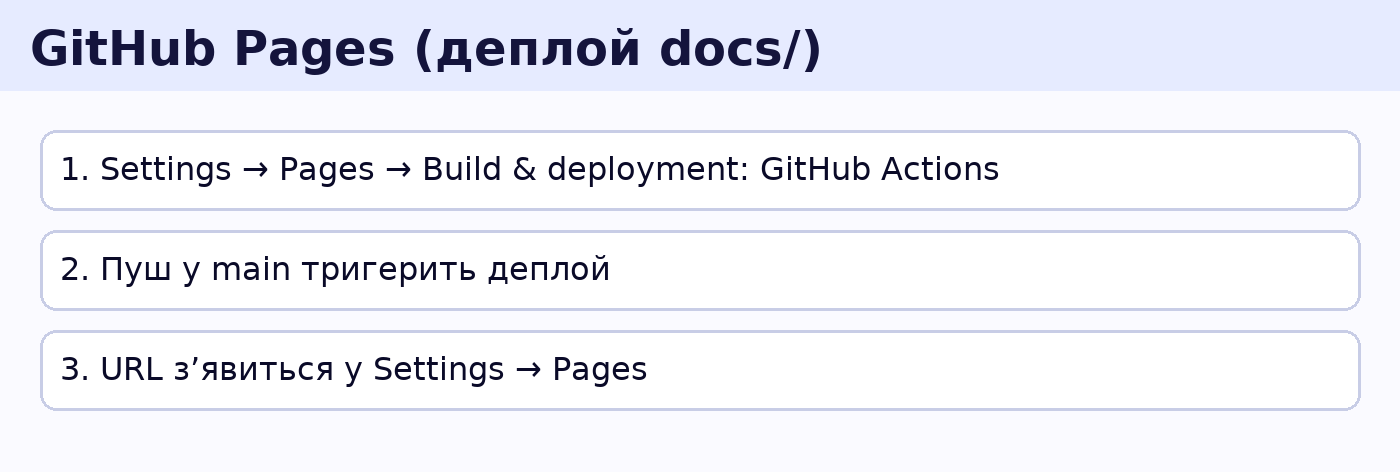 GitHub Pages (деплой docs/)
1. Settings → Pages → Build & deployment: GitHub Actions
2. Пуш у main тригерить деплой
3. URL з’явиться у Settings → Pages